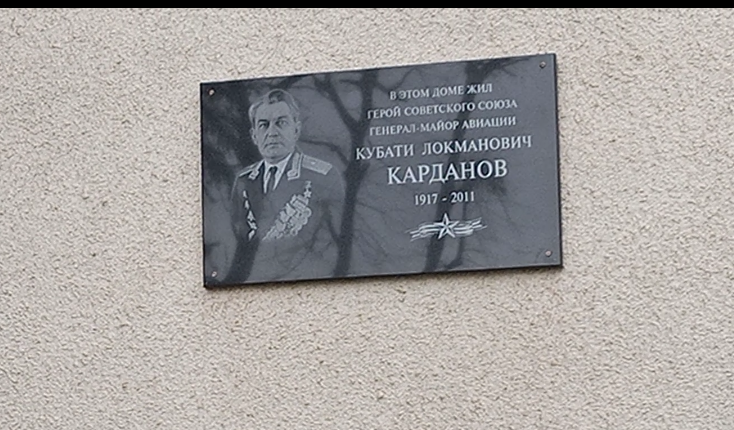 В ЭТОМ ДОМЕ ЖИЛ
ГЕРОЙ СОВЕТСКОГО СОЮЗА
ГЕНЕРАЛ-МАЙОР АВИАЦИИ
КУБАТИ ЛОКМАНОВИЧ
КАРДАНОВ
1917 - 2011